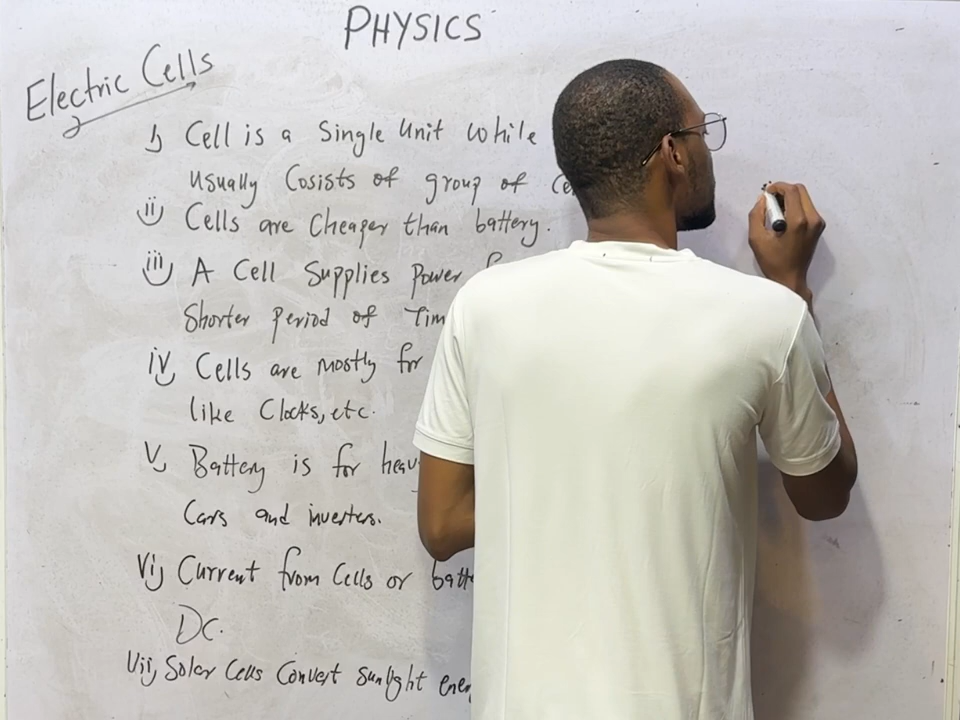 PHYSICS
Electric Cells
i) Cell is a Single Unit While
Usually Cosists of group of
ii) Cells are Cheaper than battery.
iii) A Cell Supplies Power
Shorter Period of
iv) Cells are mostly for
like Clocks, etc.
v) Battery is for
Cars and inverters.
vi) Current from Cells or
DC.
Vii) Solar Cells Convert Sunlight